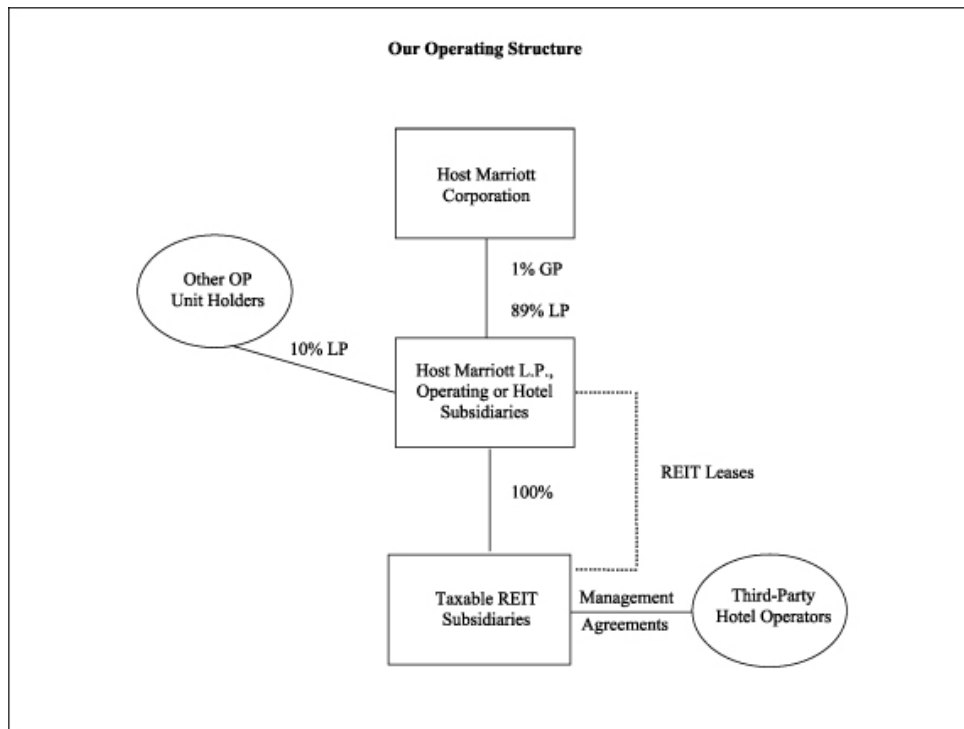 Our Operating Structure
Host Marriott
Corporation
1% GP
89% LP
Other OP
Unit Holders
10% LP
Host Marriott L.P.,
Operating or Hotel
Subsidiaries
REIT Leases
100%
Taxable REIT
Subsidiaries
Management
Agreements
Third-Party
Hotel Operators